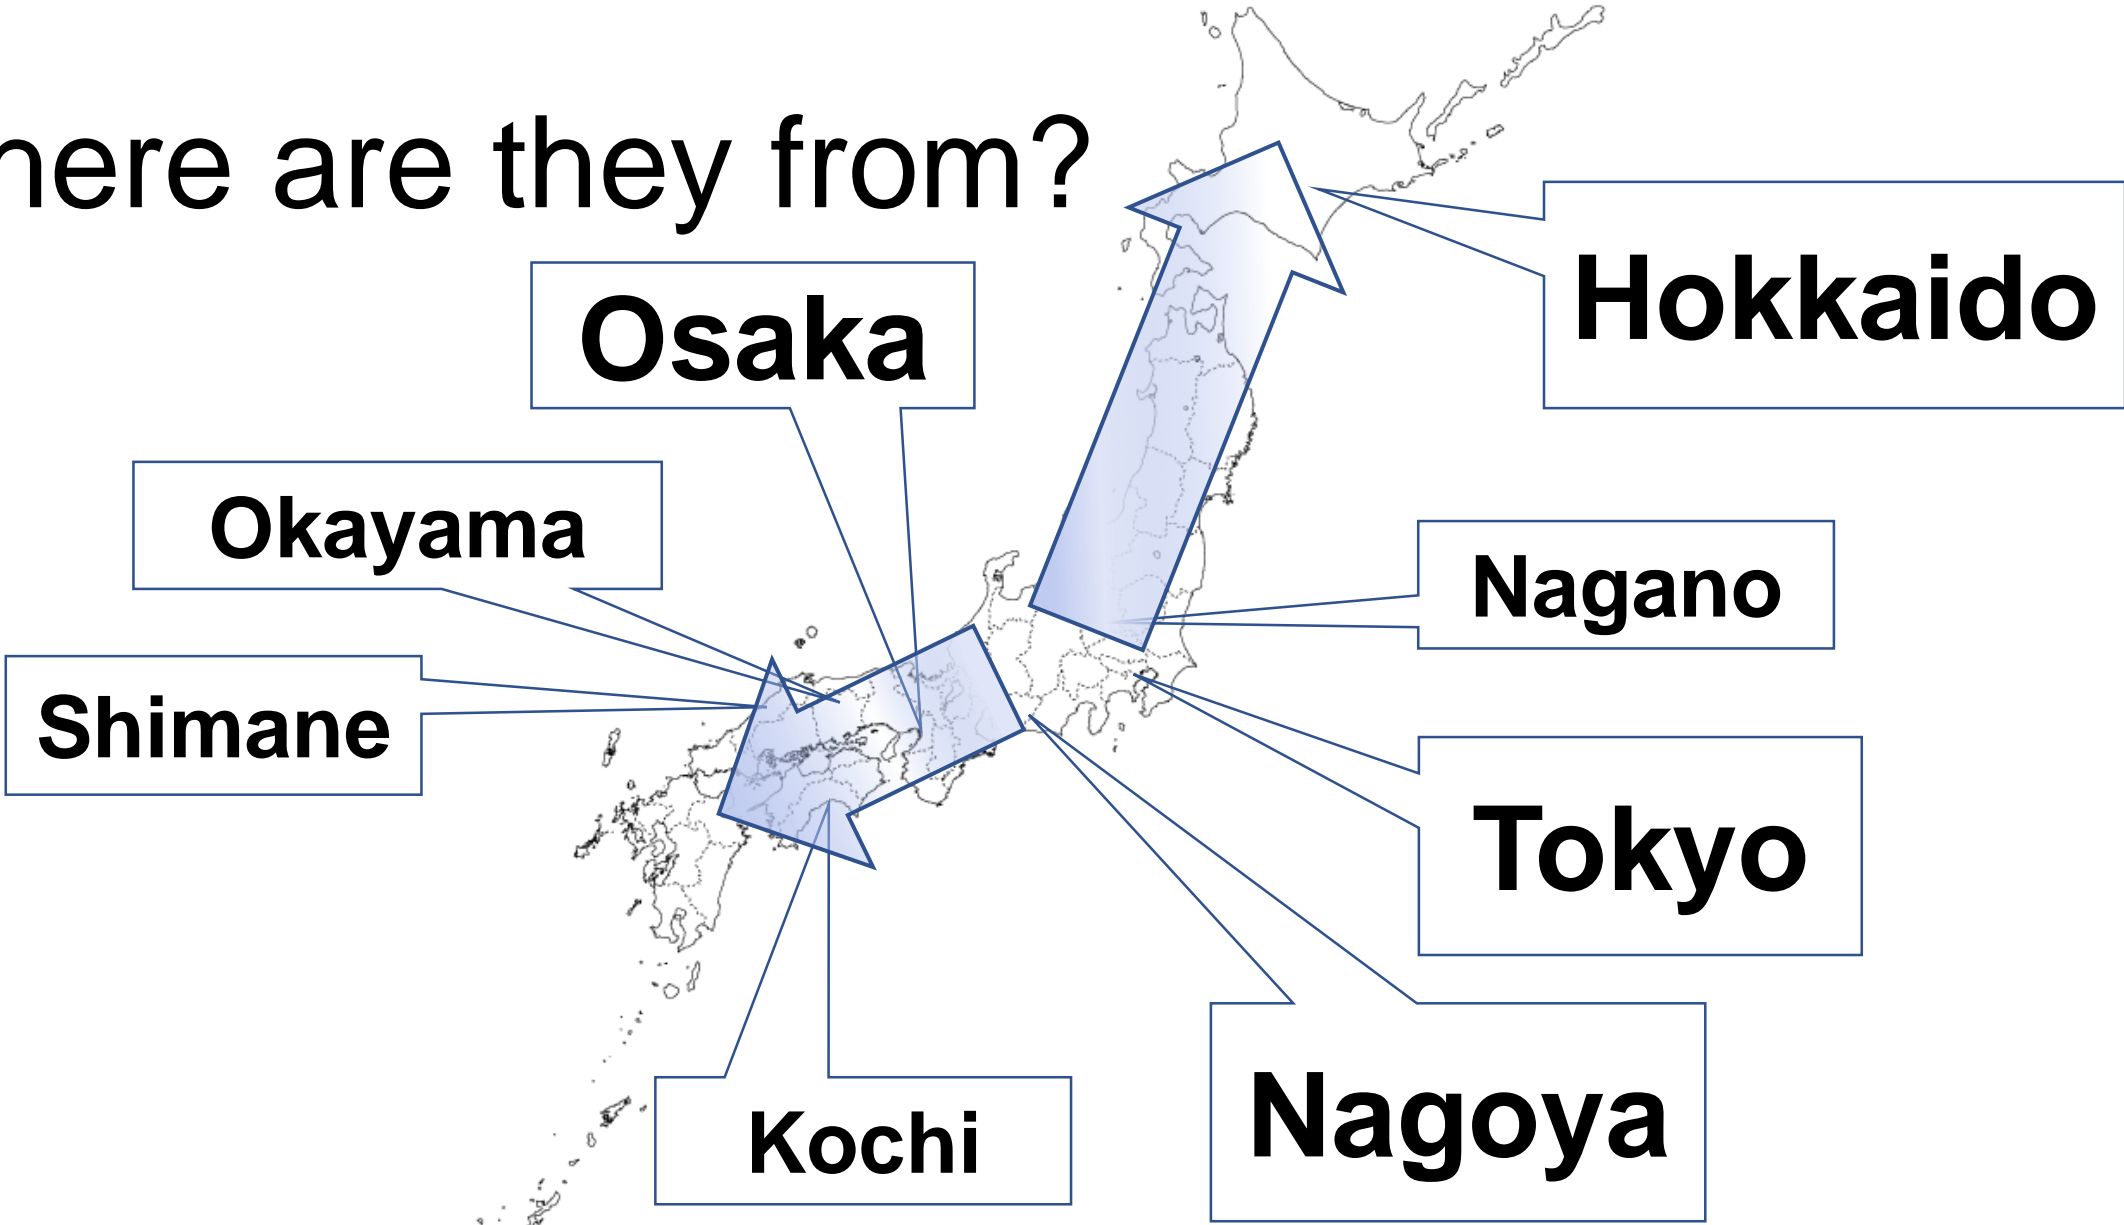 here are they from?
Hokkaido
Osaka
Okayama
Nagano
Shimane
Tokyo
Nagoya
Kochi